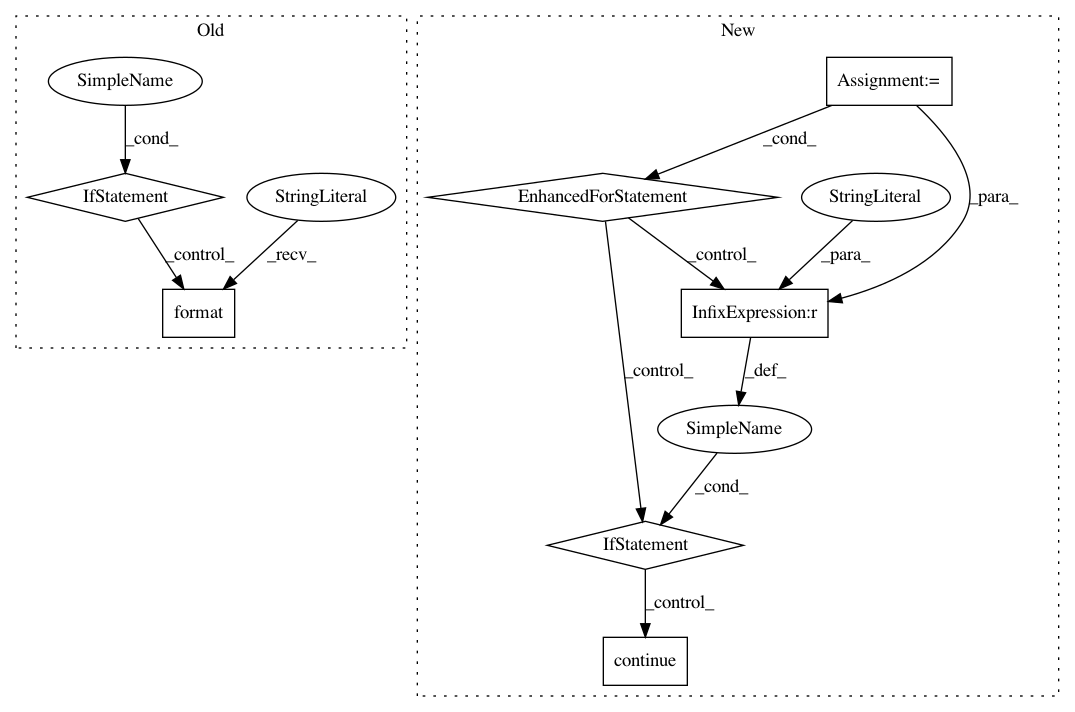 Old
New
SimpleName
Assignment:=
_cond_
_cond_
IfStatement
StringLiteral
EnhancedForStatement
StringLiteral
_para_
_control_
_recv_
_control_
_para_
format
InfixExpression:r
_control_
_def_
SimpleName
_cond_
IfStatement
_control_
continue